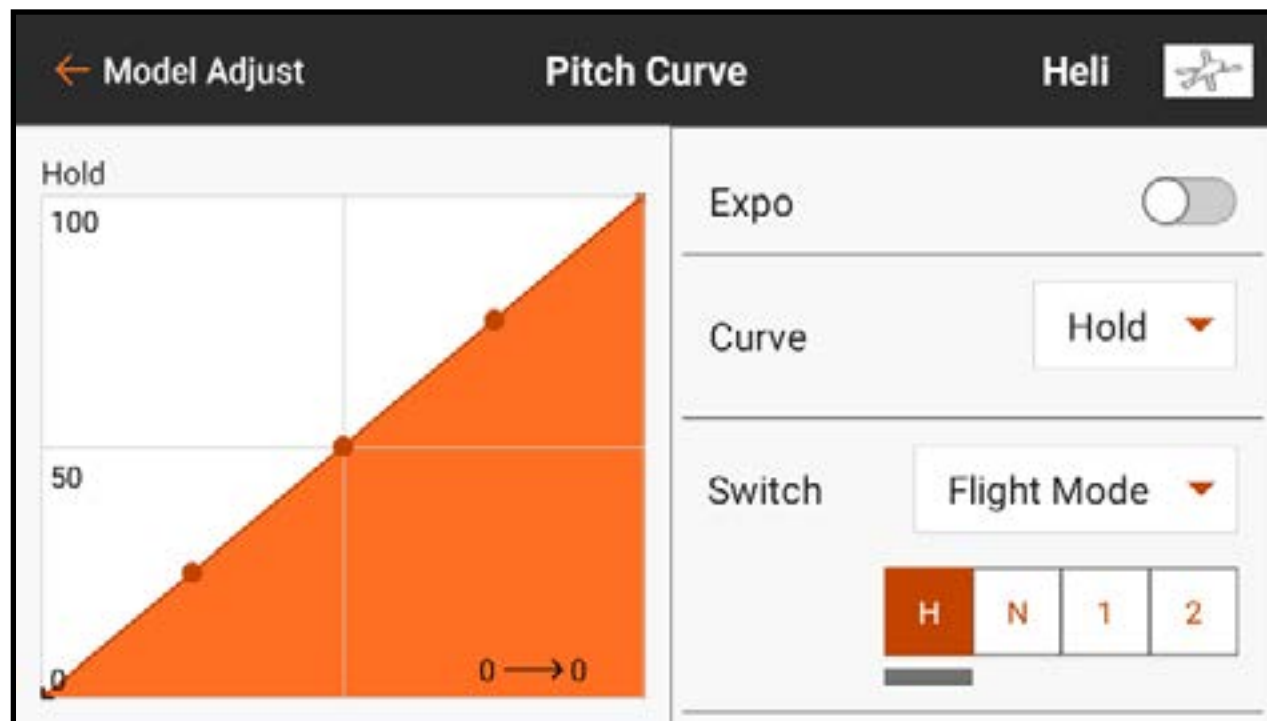 ← Model Adjust Pitch Curve Heli
Hold
100
50
0
0 → 0
Expo
Curve Hold
Switch Flight Mode
H N 1 2